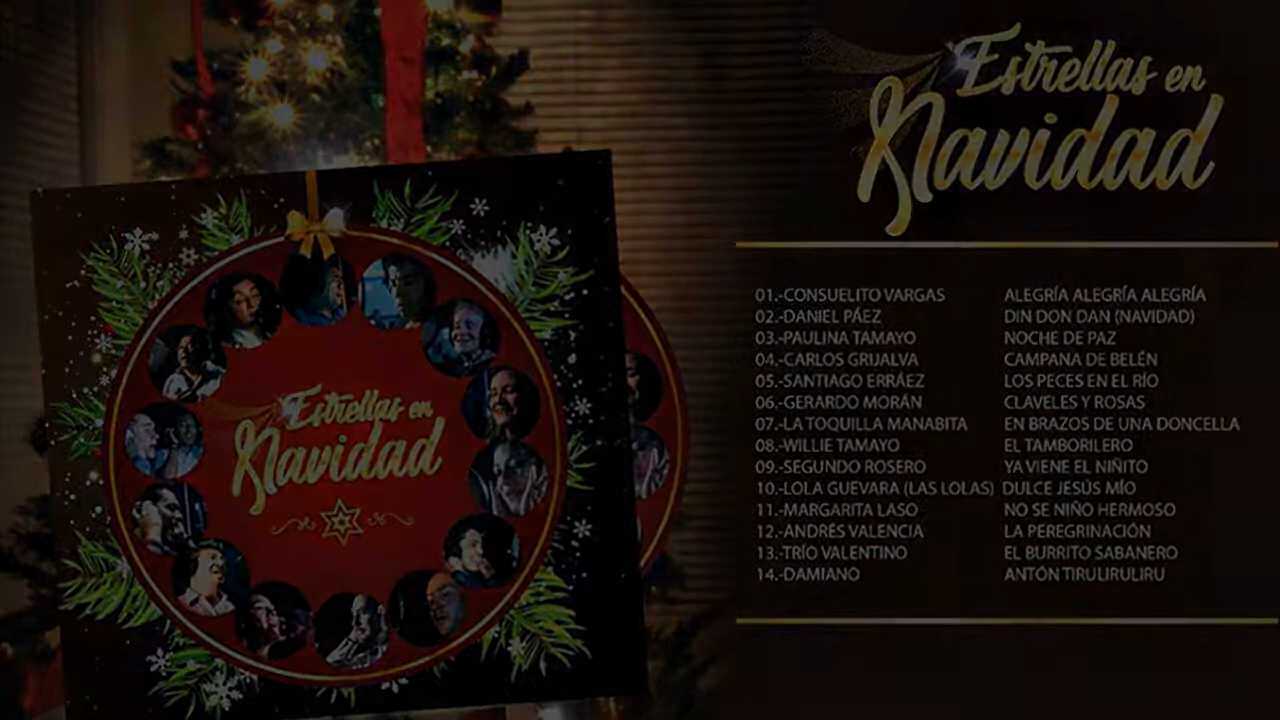 Estrellas en
Navidad
Estrellas en
Navidad
01.-CONSUELITO VARGAS ALEGRÍA ALEGRÍA ALEGRÍA
02.-DANIEL PÁEZ DIN DON DAN (NAVIDAD)
03.-PAULINA TAMAYO NOCHE DE PAZ
04.-CARLOS GRIJALVA CAMPANA DE BELÉN
05.-SANTIAGO ERRÁEZ LOS PECES EN EL RÍO
06.-GERARDO MORÁN CLAVELES Y ROSAS
07.-LA TOQUILLA MANABITA EN BRAZOS DE UNA DONCELLA
08.-WILLIE TAMAYO EL TAMBORILERO
09.-SEGUNDO ROSERO YA VIENE EL NIÑITO
10.-LOLA GUEVARA (LAS LOLAS) DULCE JESÚS MÍO
11.-MARGARITA LASO NO SE NIÑO HERMOSO
12.-ANDRÉS VALENCIA LA PEREGRINACIÓN
13.-TRÍO VALENTINO EL BURRITO SABANERO
14.-DAMIANO ANTÓN TIRULIRULIRU